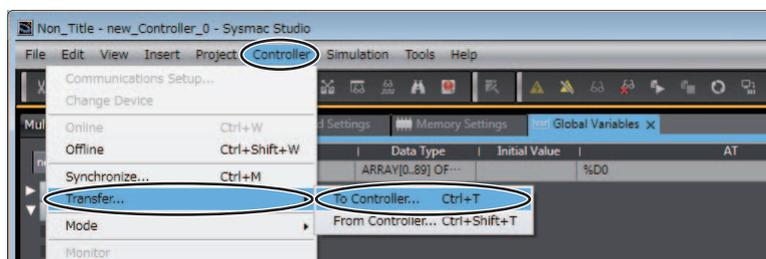 Non_Title - new_Controller_0 - Sysmac Studio
File Edit View Insert Project Controller Simulation Tools Help
Communications Setup...
Change Device
Mul d Settings Memory Settings Global Variables
Online Ctrl+W
Offline Ctrl+Shift+W
Data Type Initial Value AT
Synchronize... Ctrl+M
ARRAY[0..89] OF... %D0
Transfer... To Controller... Ctrl+T
Mode From Controller... Ctrl+Shift+T
Monitor